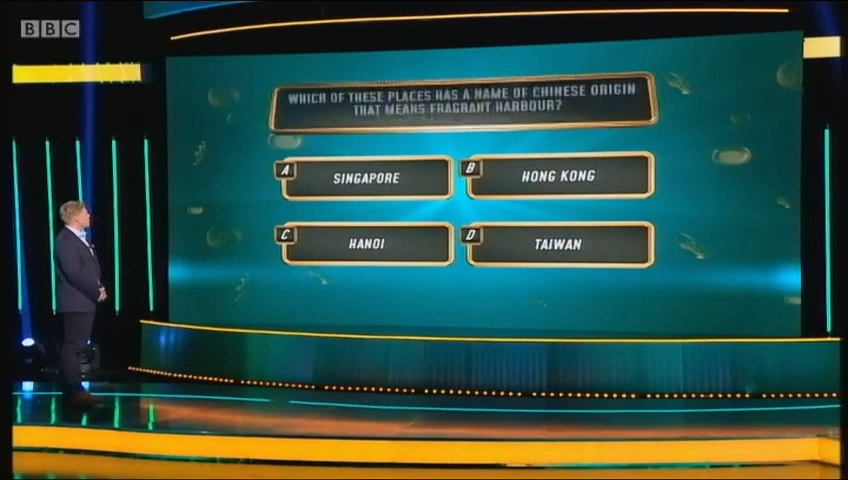 BBC
WHICH OF THESE PLACES HAS A NAME OF CHINESE ORIGIN
THAT MEANS FRAGRANT HARBOUR?
A SINGAPORE
B HONG KONG
C HANOI
D TAIWAN